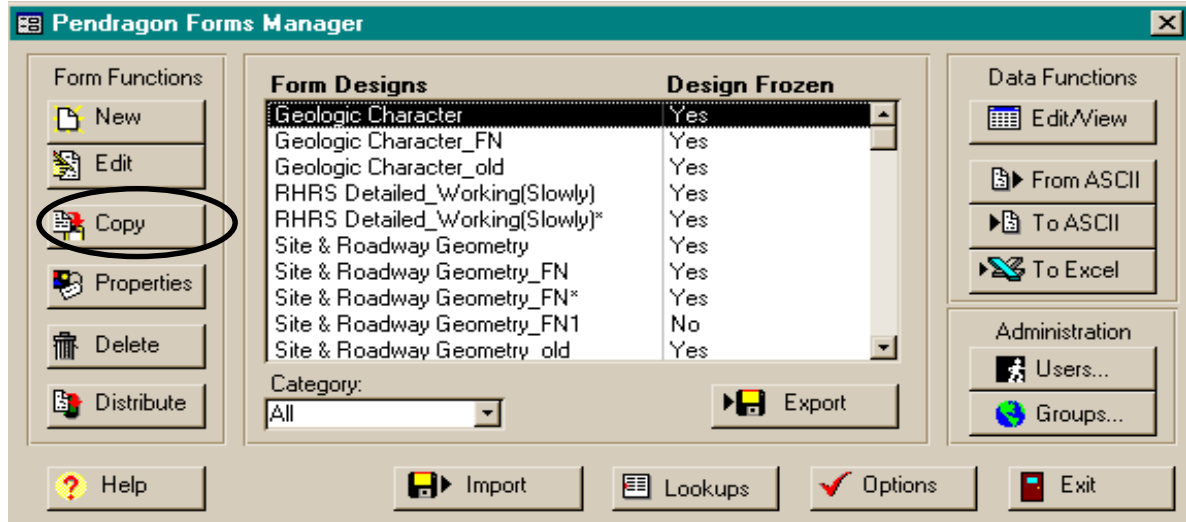 Pendragon Forms Manager
Form Functions
New
Edit
Copy
Properties
Delete
Distribute
Form Designs Design Frozen
Geologic Character Yes
Geologic Character_FN Yes
Geologic Character_old Yes
RHRS Detailed_Working(Slowly) Yes
RHRS Detailed_Working(Slowly)* Yes
Site & Roadway Geometry Yes
Site & Roadway Geometry_FN Yes
Site & Roadway Geometry_FN* Yes
Site & Roadway Geometry_FN1 No
Site & Roadway Geometry_old Yes
Category:
All
Export
Data Functions
Edit/View
From ASCII
To ASCII
To Excel
Administration
Users...
Groups...
Help
Import
Lookups
Options
Exit